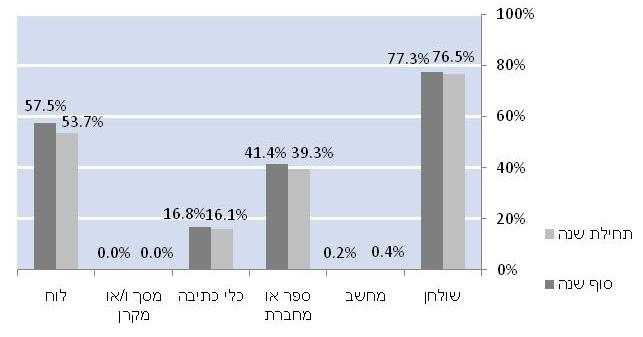 100%
80%
60%
40%
20%
0%
77.3% 76.5%
57.5%
53.7%
41.4% 39.3%
16.8% 16.1%
0.0% 0.0%
0.2% 0.4%
שולחן
מחשב
ספר או
מחברת
כלי כתיבה
מסך ו/או
מקרן
לוח
תחילת שנה
סוף שנה